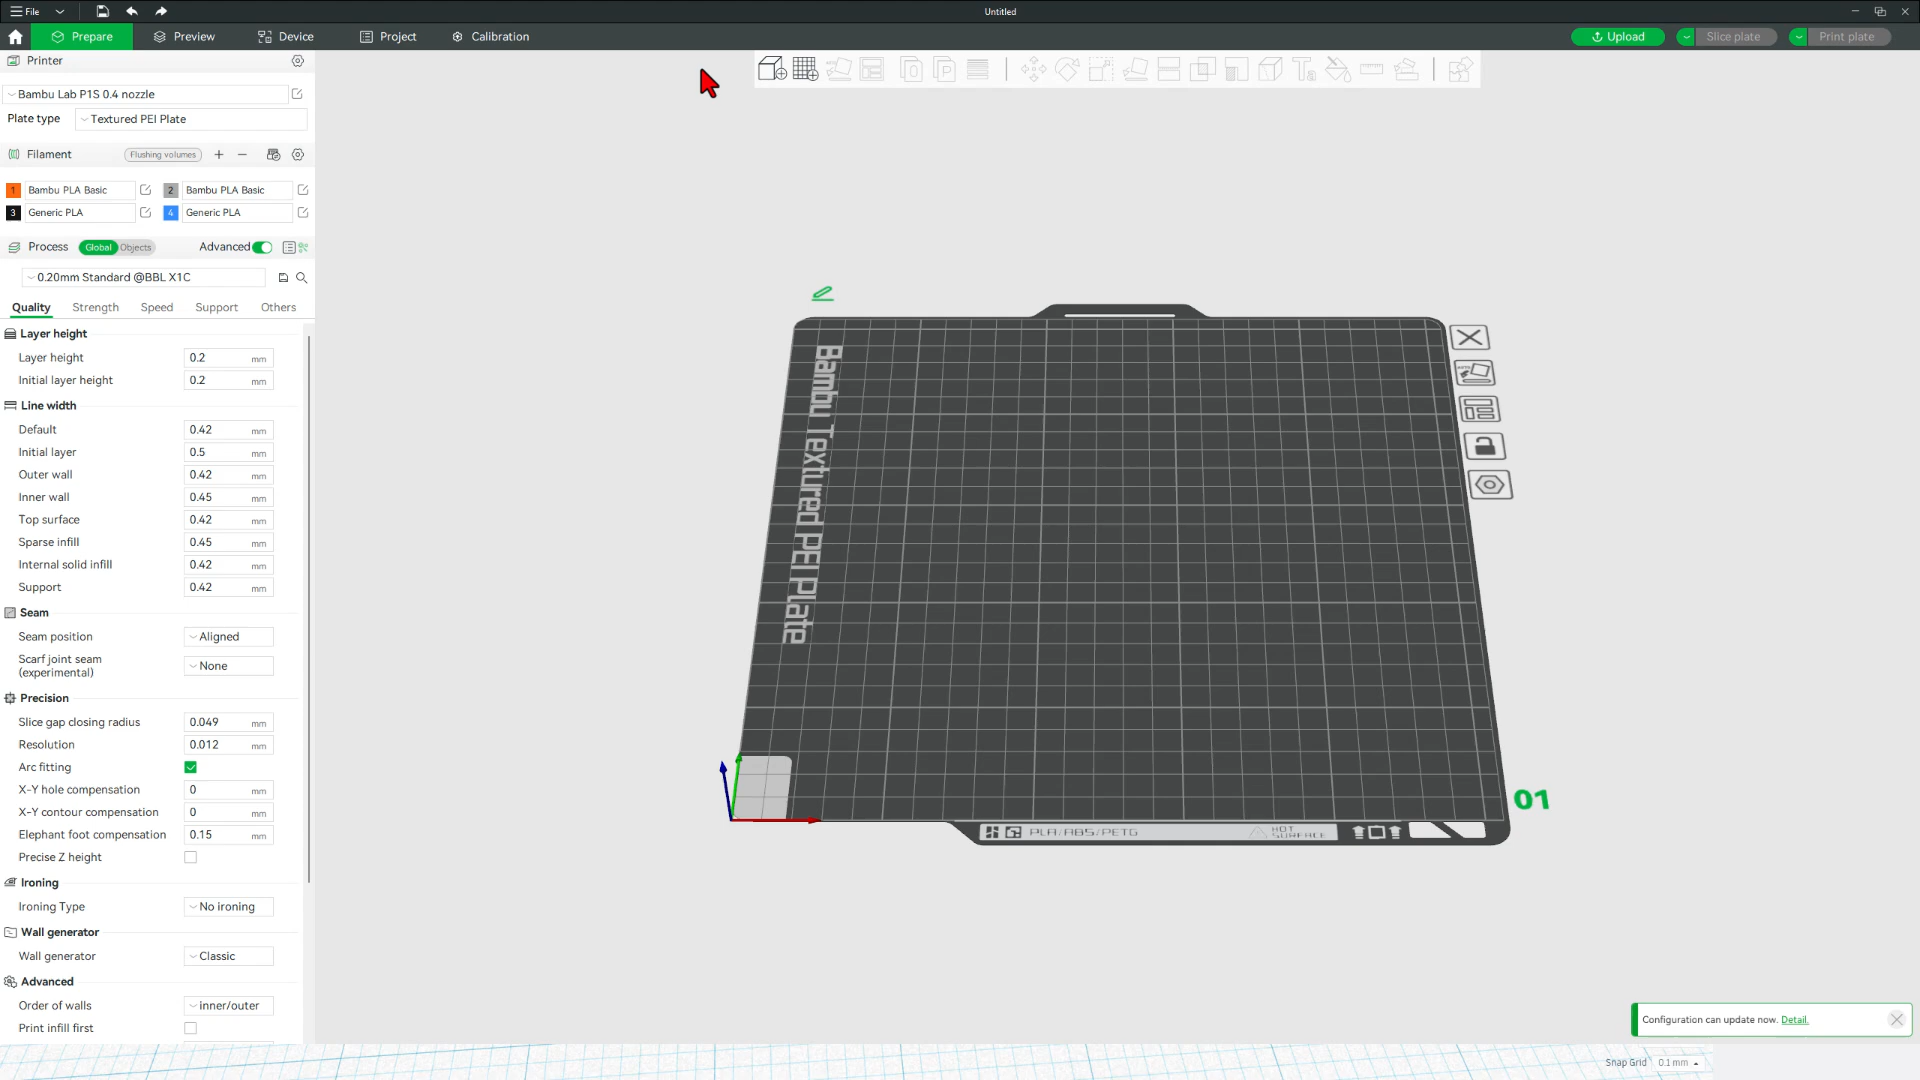 File
Untitled
Prepare Preview Device Project Calibration Upload Slice plate Print plate
Printer
Bambu Lab P1S 0.4 nozzle
Plate type Textured PEI Plate
Filament Flushing volumes
1 Bambu PLA Basic 2 Bambu PLA Basic
3 Generic PLA 4 Generic PLA
Process Global Objects Advanced
0.20mm Standard @BBL X1C
Quality Strength Speed Support Others
Layer height
Layer height 0.2 mm
Initial layer height 0.2 mm
Line width
Default 0.42 mm
Initial layer 0.5 mm
Outer wall 0.42 mm
Inner wall 0.45 mm
Top surface 0.42 mm
Sparse infill 0.45 mm
Internal solid infill 0.42 mm
Support 0.42 mm
Seam
Seam position Aligned
Scarf joint seam
(experimental) None
Precision
Slice gap closing radius 0.049 mm
Resolution 0.012 mm
Arc fitting
X-Y hole compensation 0 mm
X-Y contour compensation 0 mm
Elephant foot compensation 0.15 mm
Precise Z height
Ironing
Ironing Type No ironing
Wall generator
Wall generator Classic
Advanced
Order of walls inner/outer
Print infill first
Bambu Textured PEI Plate
01
PLA/ABS/PETG
HOT
SURFACE
Configuration can update now. Detail.
Snap Grid 0.1 mm